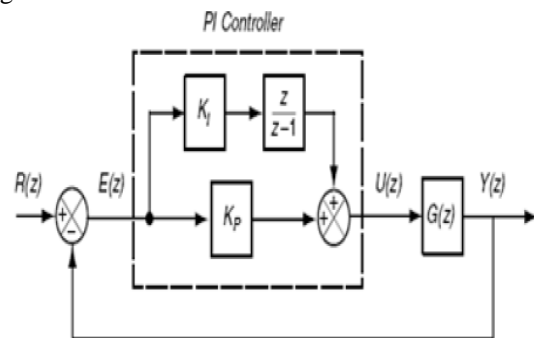 PI Controller
K_I
z
z-1
R(z)
E(z)
U(z)
Y(z)
+
-
K_P
+
+
G(z)